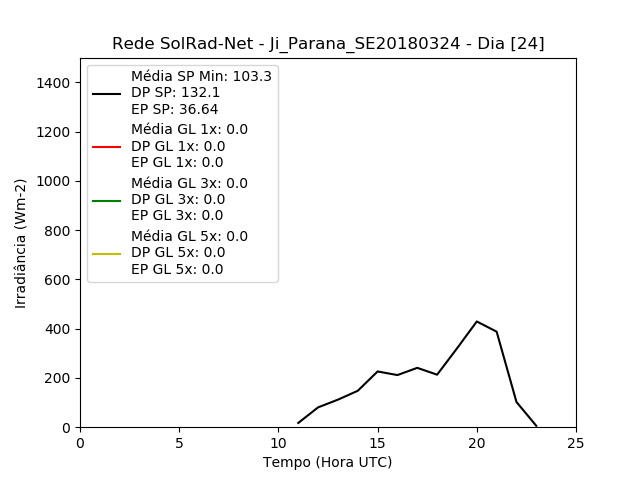 Rede SolRad-Net - Ji_Parana_SE20180324 - Dia [24]
Média SP Min: 103.3
DP SP: 132.1
EP SP: 36.64
Média GL 1x: 0.0
DP GL 1x: 0.0
EP GL 1x: 0.0
Média GL 3x: 0.0
DP GL 3x: 0.0
EP GL 3x: 0.0
Média GL 5x: 0.0
DP GL 5x: 0.0
EP GL 5x: 0.0
1400
1200
1000
800
600
400
200
0
Irradiância (Wm-2)
0 5 10 15 20 25
Tempo (Hora UTC)